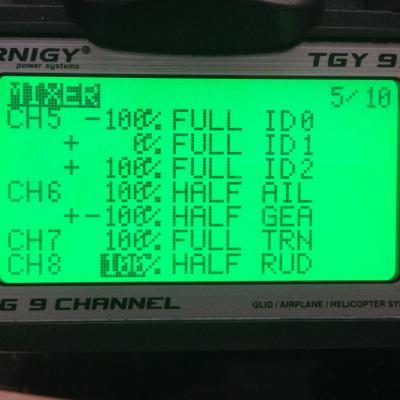 RNIGY®
power systems
TGY 9
MIXER 5/10
CH5 -100% FULL ID0
+ 0% FULL ID1
+ 100% FULL ID2
CH6 100% HALF AIL
+-100% HALF GEA
CH7 100% FULL TRN
CH8 100% HALF RUD
G 9 CHANNEL
GLID / AIRPLANE / HELICOPTER SY